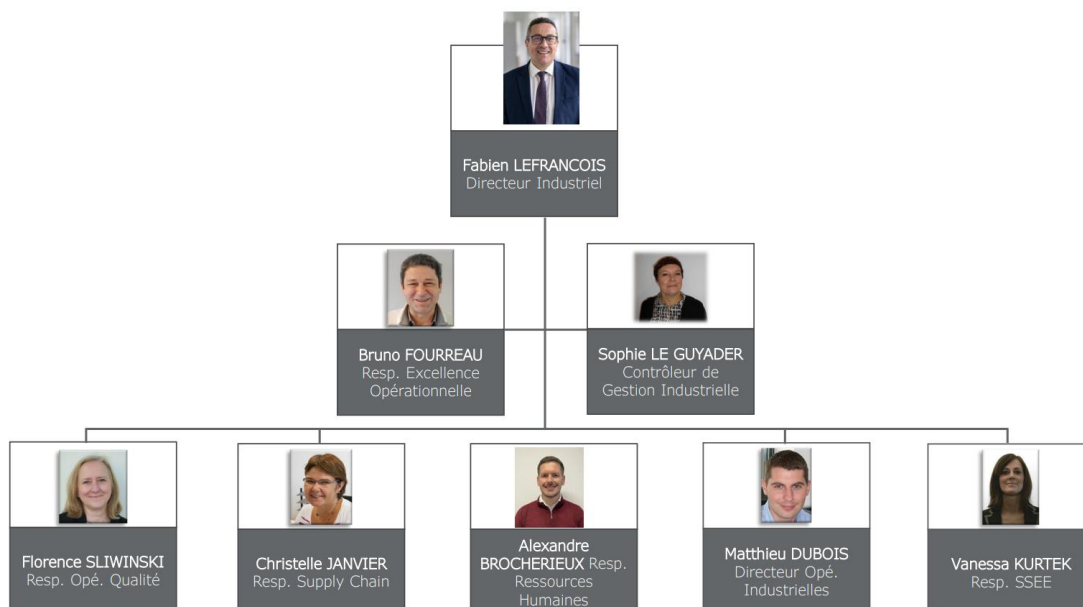 Fabien LEFRANCOIS
Directeur Industriel
Bruno FOURREAU
Resp. Excellence
Opérationnelle
Sophie LE GUYADER
Contrôleur de
Gestion Industrielle
Florence SLIWINSKI
Resp. Opé. Qualité
Christelle JANVIER
Resp. Supply Chain
Alexandre
BROCHERIEUX Resp.
Ressources
Humaines
Matthieu DUBOIS
Directeur Opé.
Industrielles
Vanessa KURTEK
Resp. SSEE